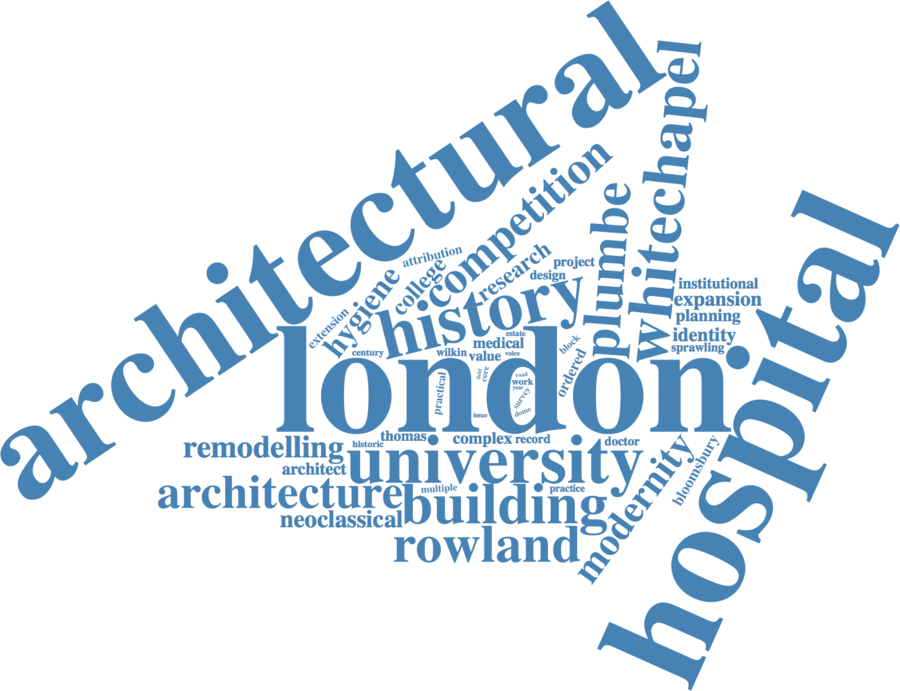 architectural
whitechapel
competition
plumbe
hospital
attribution
college
research
project
design
hygiene
history
institutional
expansion
planning
extension
estate
medical
identity
sprawling
block
century
wilkin
value
voice
london
ordered
practical
core
road
work
year
survey
issue
dome
remodelling
historic
thomas
complex
record
doctor
architect
university
modernity
bloomsbury
architecture
multiple
building
practice
neoclassical
rowland